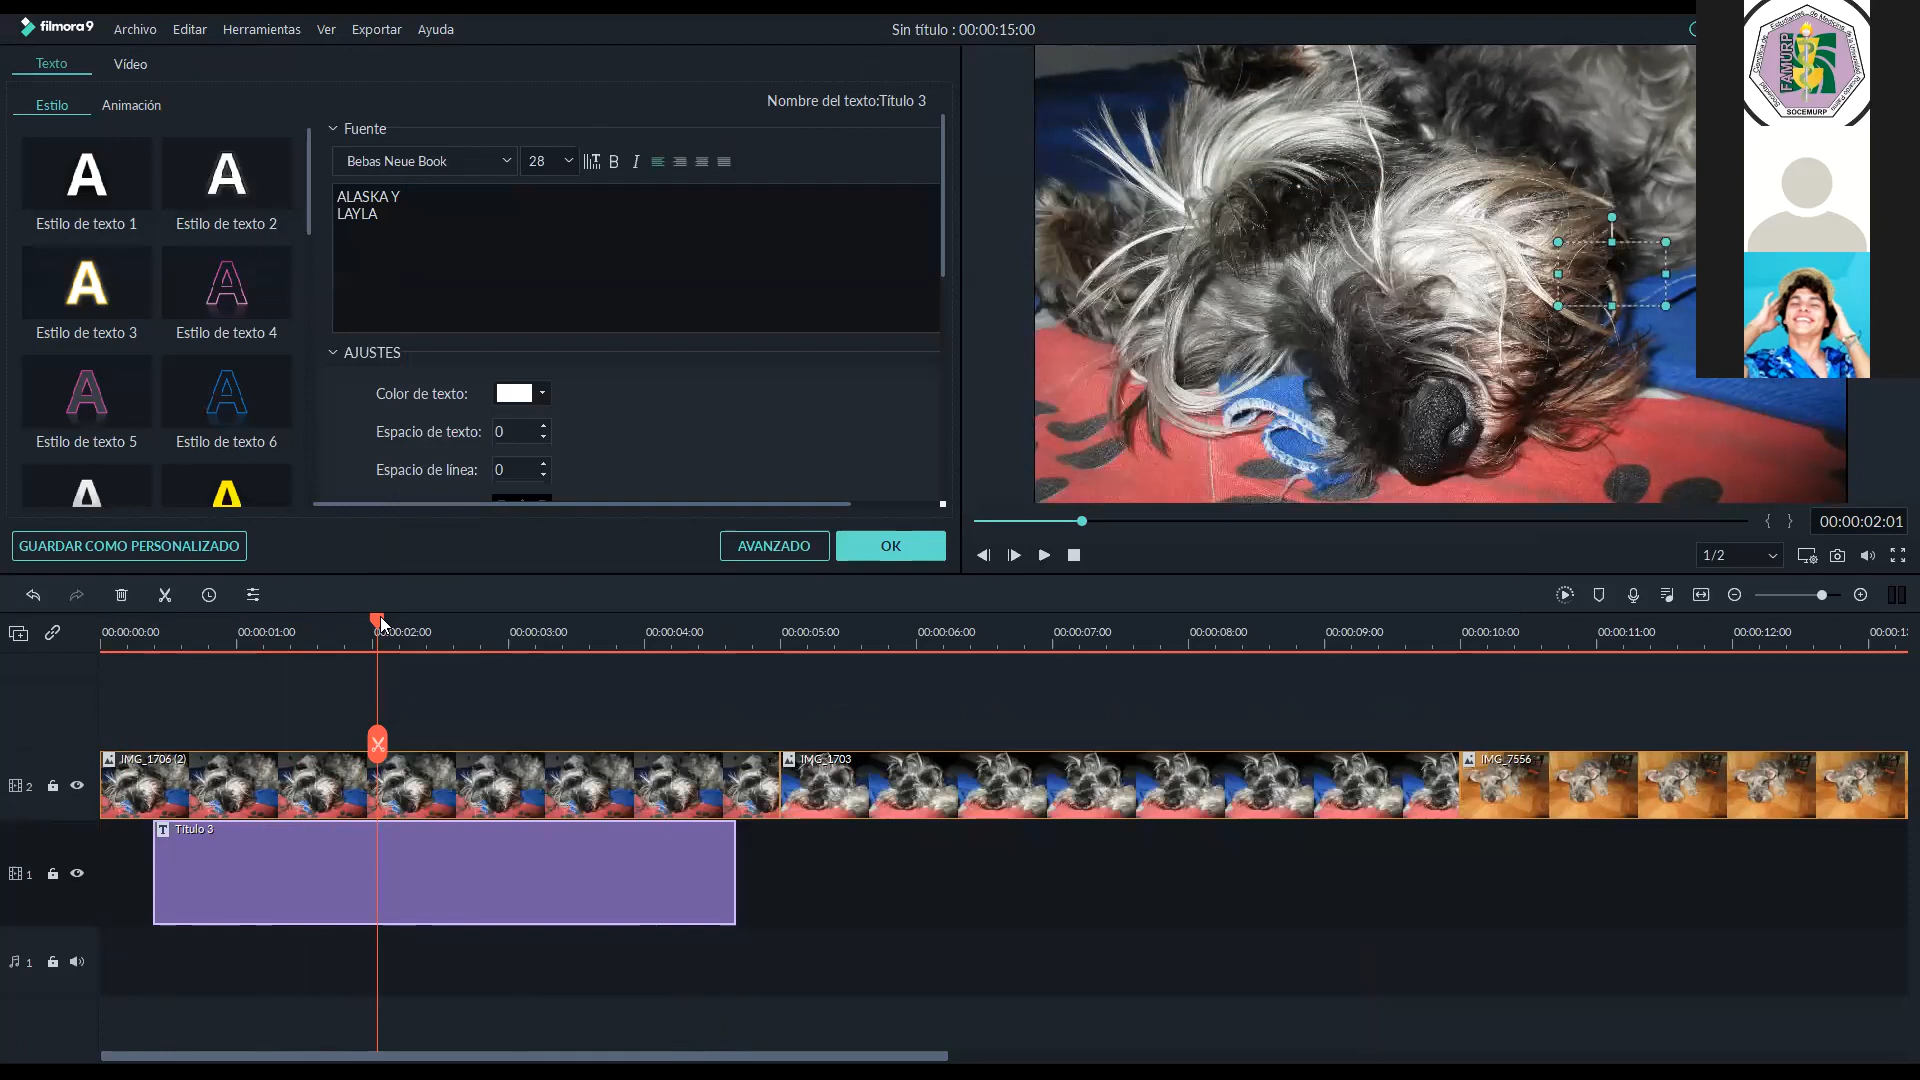 filmora9
Archivo Editar Herramientas Ver Exportar Ayuda
Sin título : 00:00:15:00
Texto Vídeo
Estilo Animación
Nombre del texto:Título 3
Fuente
Bebas Neue Book 28 B I
ALASKA Y
LAYLA
A A
Estilo de texto 1 Estilo de texto 2
A A
Estilo de texto 3 Estilo de texto 4
A A
Estilo de texto 5 Estilo de texto 6
AJUSTES
Color de texto:
Espacio de texto: 0
Espacio de línea: 0
GUARDAR COMO PERSONALIZADO AVANZADO OK
{ } 00:00:02:01
1/2
FAMURP
SOCEMURP
00:00:00:00 00:00:01:00 00:00:02:00 00:00:03:00 00:00:04:00 00:00:05:00 00:00:06:00 00:00:07:00 00:00:08:00 00:00:09:00 00:00:10:00 00:00:11:00 00:00:12:00
IMG_1706 (2) IMG_1703 IMG_7556
2
T Título 3
1
1